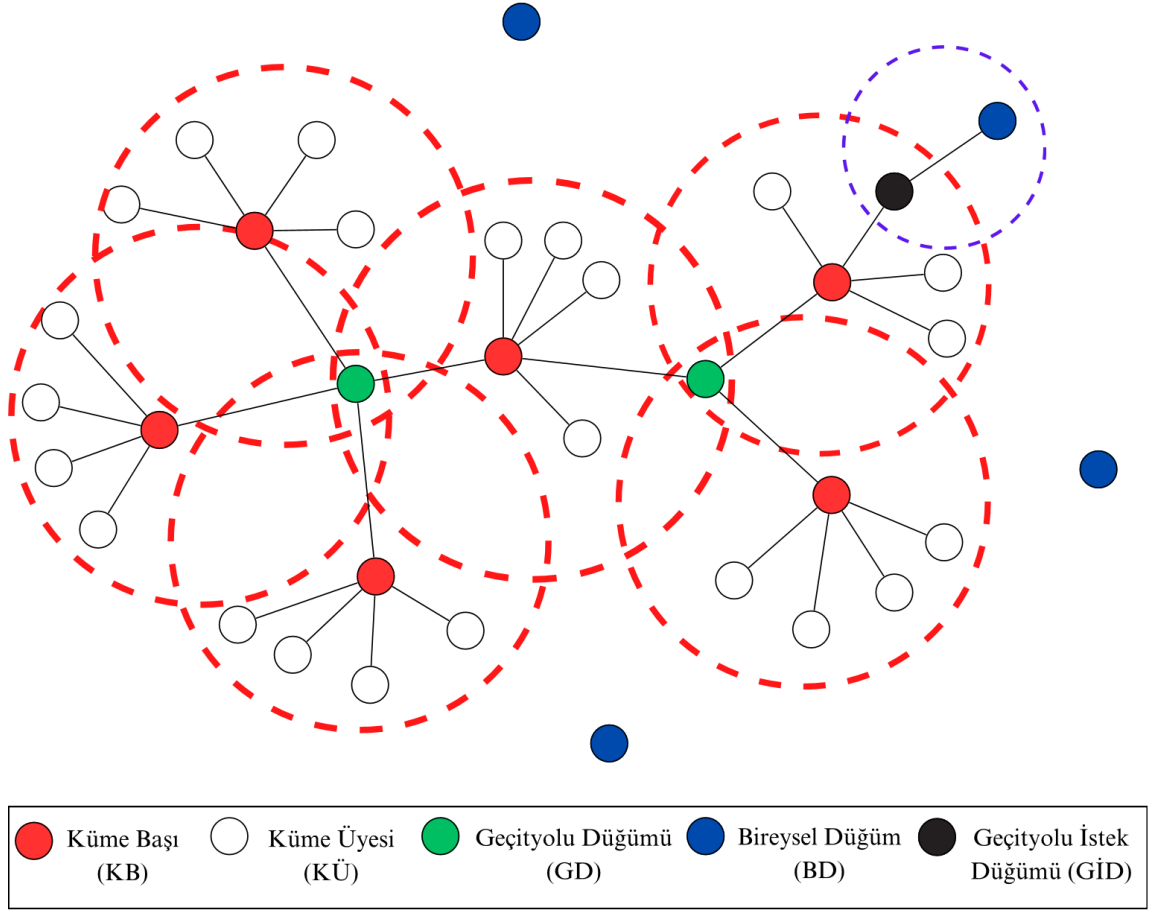 Küme Başı
(KB)
Küme Üyesi
(KÜ)
Geçityolu Düğümü
(GD)
Bireysel Düğüm
(BD)
Geçityolu İstek
Düğümü (GİD)